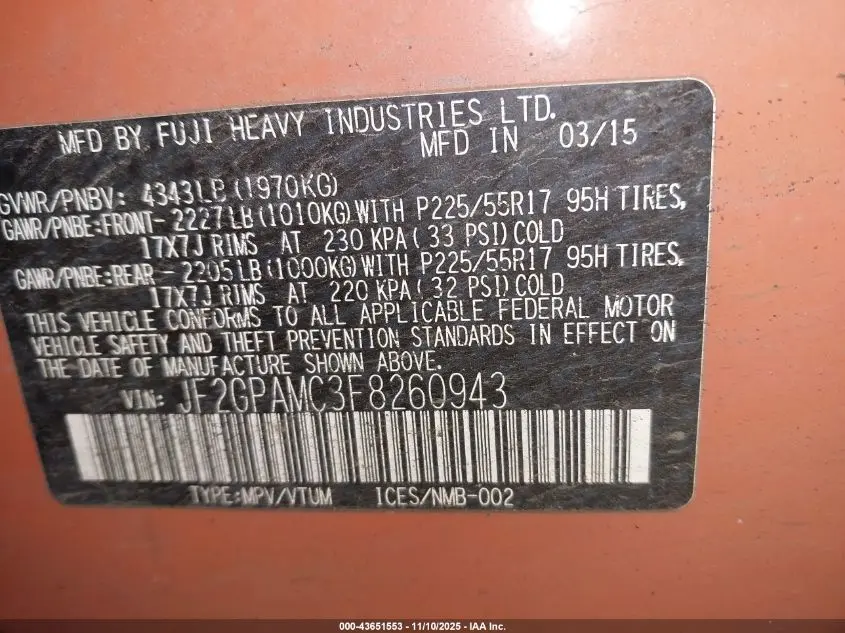 MFD BY FUJI HEAVY INDUSTRIES LTD.
MFD IN 03/15
GVWR/PNBV: 4343LB(1970KG)
GAWR/PNBE:FRONT-2227LB(1010KG)WITH P225/55R17 95H TIRES,
17X7J RIMS AT 230 KPA( 33 PSI)COLD
GAWR/PNBE:REAR -2205LB(1000KG)WITH P225/55R17 95H TIRES,
17X7J RIMS AT 220 KPA( 32 PSI)COLD
THIS VEHICLE CONFORMS TO ALL APPLICABLE FEDERAL MOTOR
VEHICLE SAFETY AND THEFT PREVENTION STANDARDS IN EFFECT ON
THE DATE OF MANUFACTURE SHOWN ABOVE.
VIN: JF2GPAMC3F8260943
TYPE:MPV/VTUM ICES/NMB-002
000-43651553 - 11/10/2025 - IAA Inc.